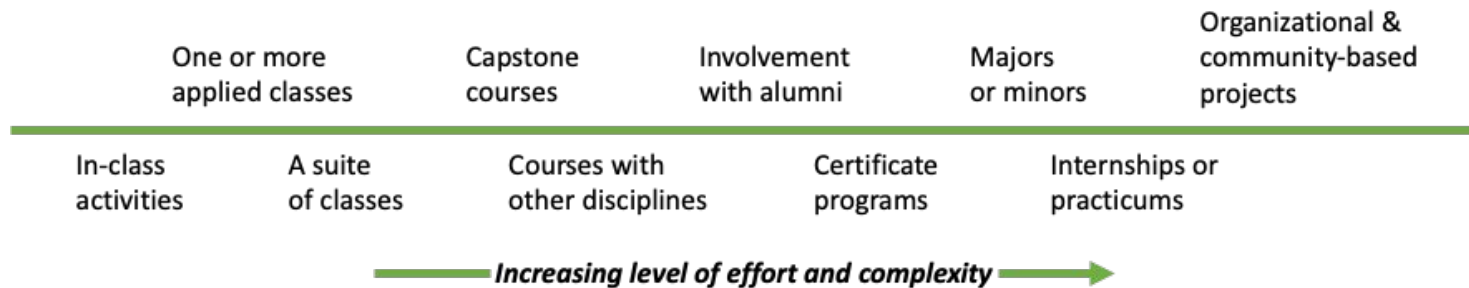 One or more
applied classes
Capstone
courses
Involvement
with alumni
Majors
or minors
Organizational &
community-based
projects
In-class
activities
A suite
of classes
Courses with
other disciplines
Certificate
programs
Internships or
practicums
Increasing level of effort and complexity